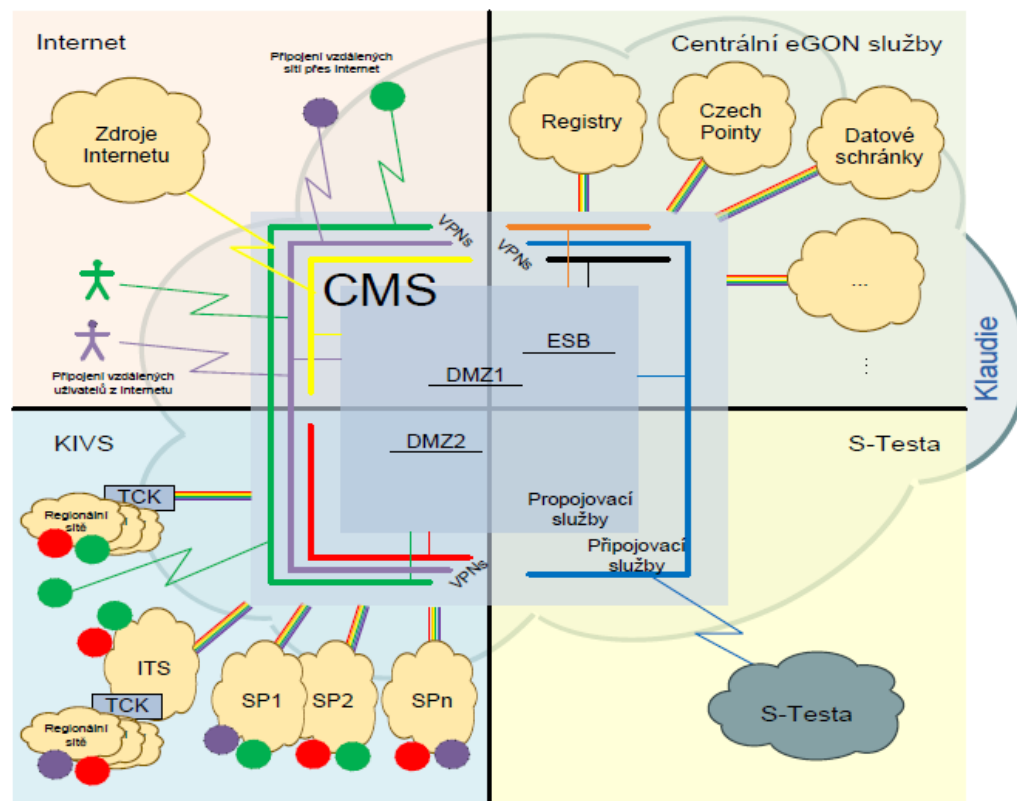 Internet
Připojení vzdálených
sítí přes Internet
Zdroje
Internetu
Centrální eGON služby
Registry
Czech
Pointy
Datové
schránky
...
...
VPNs
VPNs
CMS
ESB
DMZ1
DMZ2
Připojení vzdálených
uživatelů z internetu
Klaudie
KIVS
S-Testa
TCK
Regionální
sítě
Propojovací
služby
Připojovací
služby
VPNs
ITS
TCK
Regionální
sítě
SP1
SP2
SPn
S-Testa